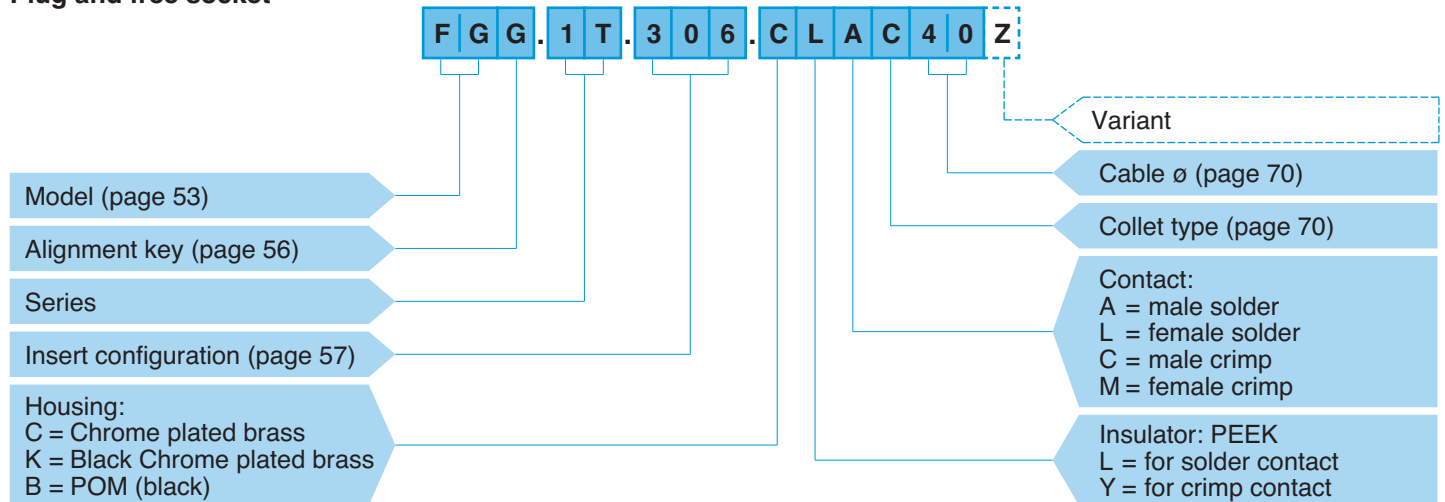 Plug and free socket
F G G . 1 T . 3 0 6 . C L A C 4 0 Z
Variant
Cable ø (page 70)
Model (page 53)
Collet type (page 70)
Alignment key (page 56)
Series
Contact:
A = male solder
L = female solder
C = male crimp
M = female crimp
Insert configuration (page 57)
Housing:
C = Chrome plated brass
K = Black Chrome plated brass
B = POM (black)
Insulator: PEEK
L = for solder contact
Y = for crimp contact